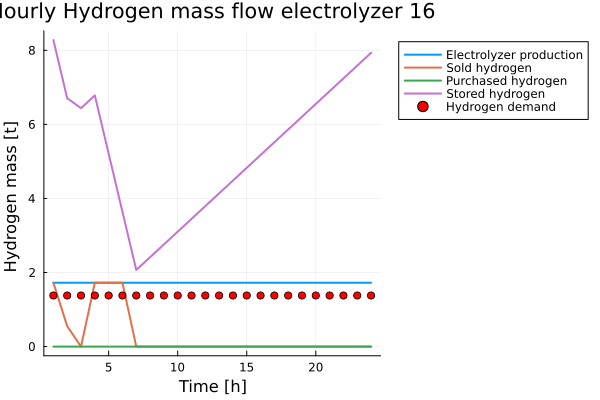 ourly Hydrogen mass flow electrolyzer 16
Electrolyzer production
Sold hydrogen
Purchased hydrogen
Stored hydrogen
Hydrogen demand
Hydrogen mass [t]
8
6
4
2
0
5 10 15 20
Time [h]